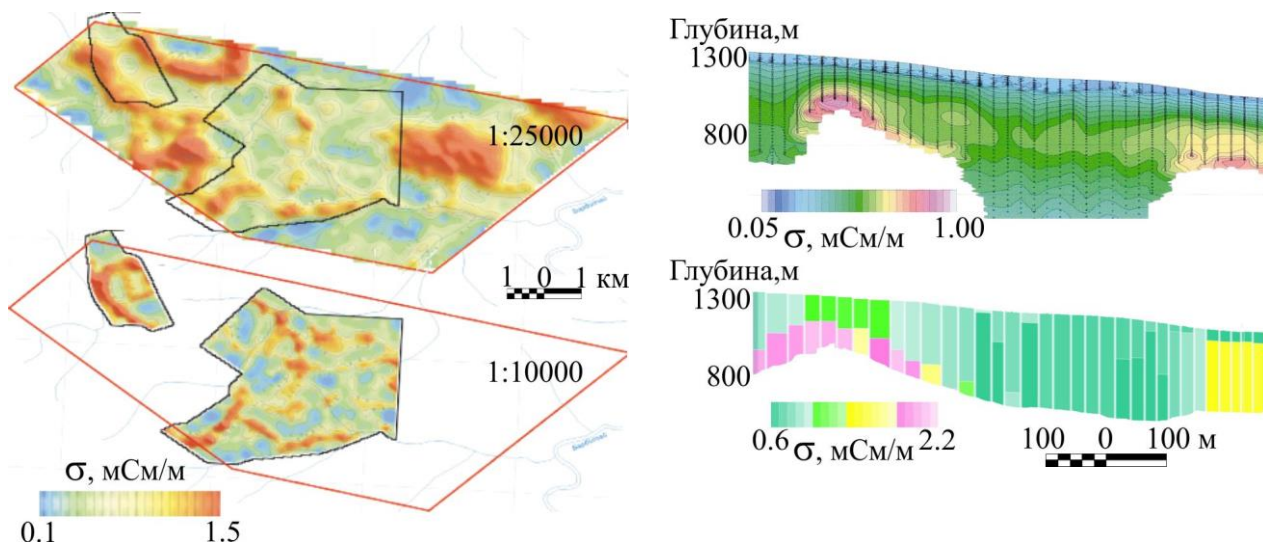 1:25000
1 0 1 км
1:10000
σ, мСм/м
0.1 1.5
Глубина,м
1300
800
0.05 σ, мСм/м 1.00
Глубина,м
1300
800
0.6 σ, мСм/м 2.2
100 0 100 м